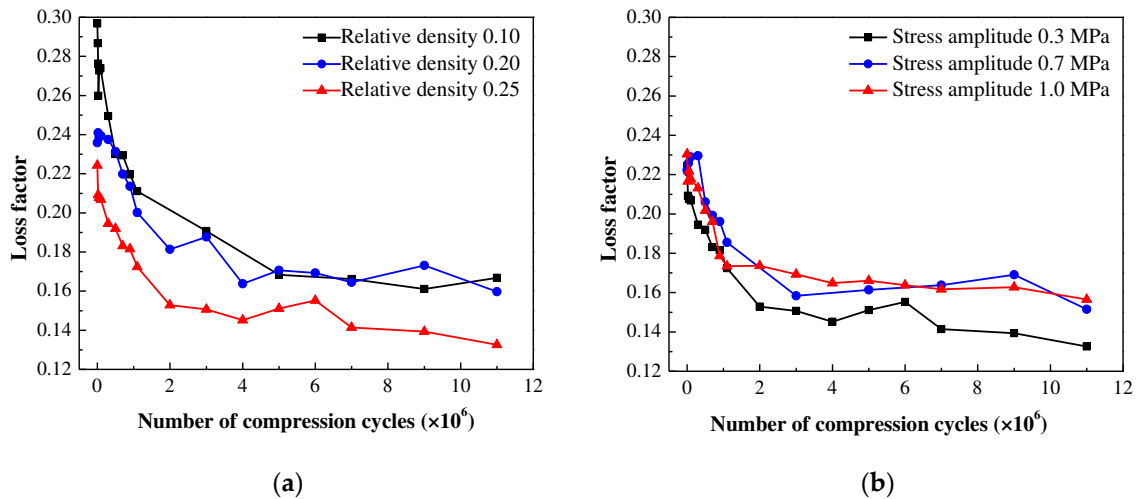 0.30
0.28
0.26
0.24
0.22
0.20
0.18
0.16
0.14
0.12
Loss factor
Relative density 0.10
Relative density 0.20
Relative density 0.25
0 2 4 6 8 10 12
Number of compression cycles (×10⁶)
(a)
0.30
0.28
0.26
0.24
0.22
0.20
0.18
0.16
0.14
0.12
Loss factor
Stress amplitude 0.3 MPa
Stress amplitude 0.7 MPa
Stress amplitude 1.0 MPa
0 2 4 6 8 10 12
Number of compression cycles (×10⁶)
(b)